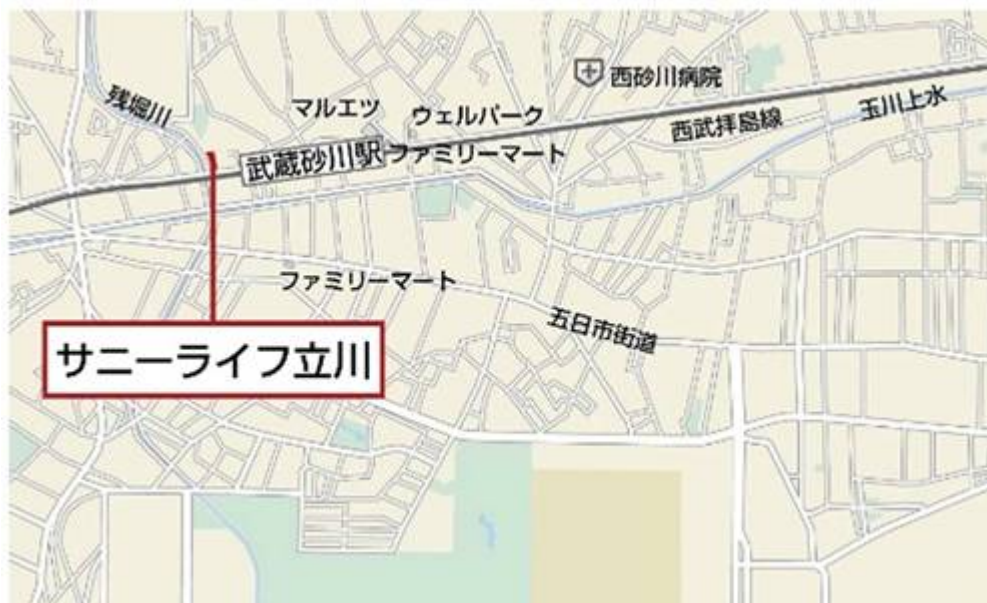 西砂川病院
残堀川
マルエツ
ウェルパーク
玉川上水
西武拝島線
武蔵砂川駅
ファミリーマート
ファミリーマート
五日市街道
サニーライフ立川